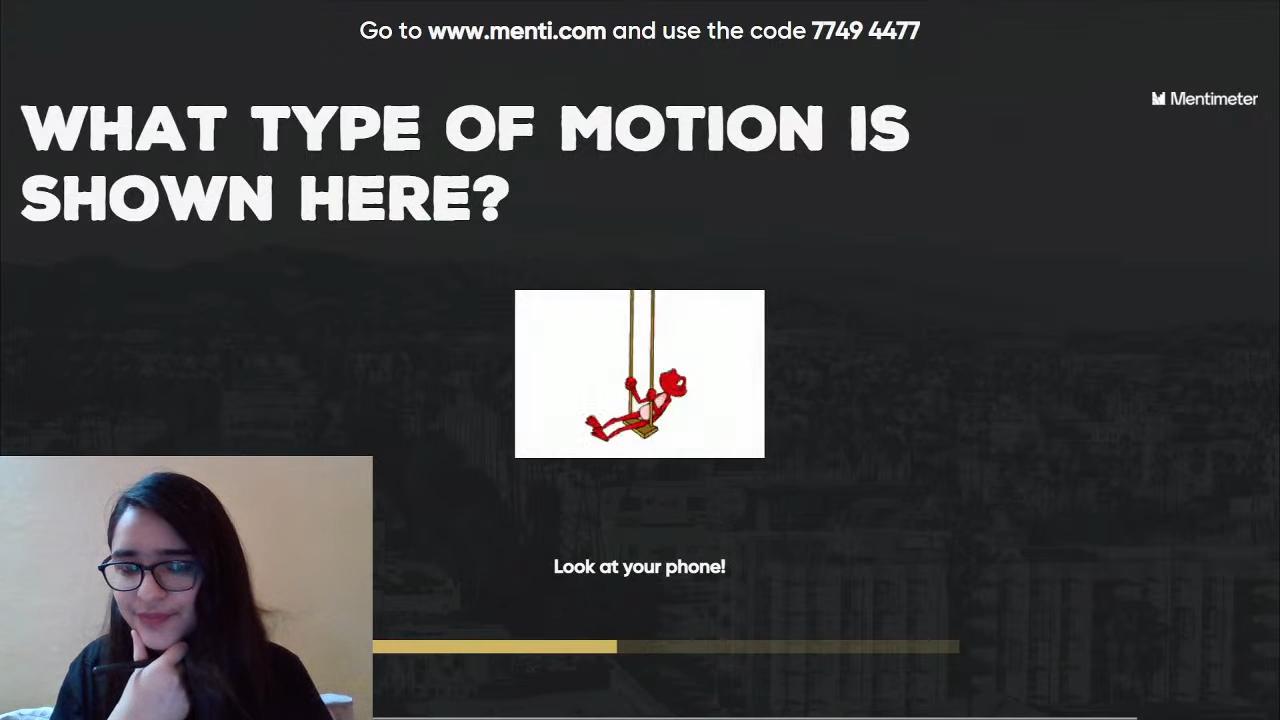 Go to www.menti.com and use the code 7749 4477
Mentimeter
WHAT TYPE OF MOTION IS
SHOWN HERE?
Look at your phone!